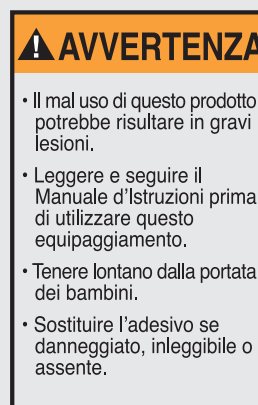 AVVERTENZA
• Il mal uso di questo prodotto
potrebbe risultare in gravi
lesioni.
• Leggere e seguire il
Manuale d'Istruzioni prima
di utilizzare questo
equipaggiamento.
• Tenere lontano dalla portata
dei bambini.
• Sostituire l'adesivo se
danneggiato, inleggibile o
assente.